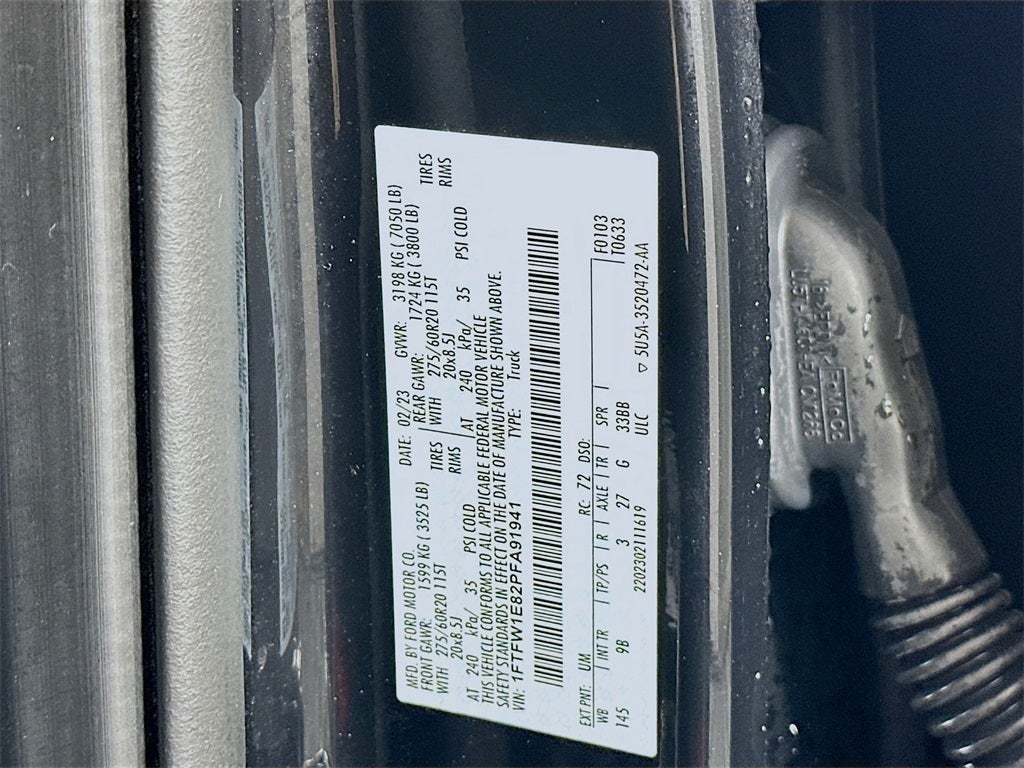 MFD. BY FORD MOTOR CO. DATE: 02/23 GVWR: 3198 KG ( 7050 LB)
FRONT GAWR: 1599 KG ( 3525 LB) REAR GAWR: 1724 KG ( 3800 LB)
WITH 275/60R20 115T TIRES WITH 275/60R20 115T TIRES
20x8.5J RIMS 20x8.5J RIMS
AT 240 kPa/ 35 PSI COLD AT 240 kPa/ 35 PSI COLD
THIS VEHICLE CONFORMS TO ALL APPLICABLE FEDERAL MOTOR VEHICLE
SAFETY STANDARDS IN EFFECT ON THE DATE OF MANUFACTURE SHOWN ABOVE.
VIN: 1FTFW1E82PFA91941 TYPE: Truck
EXT PNT: UM RC: 72 DSO: F0103
WB INTR TP/PS R AXLE TR SPR T0633
145 9B 3 27 G 33BB
2202302111619 ULC ▽ 5U5A-3520472-AA
FoMoCo